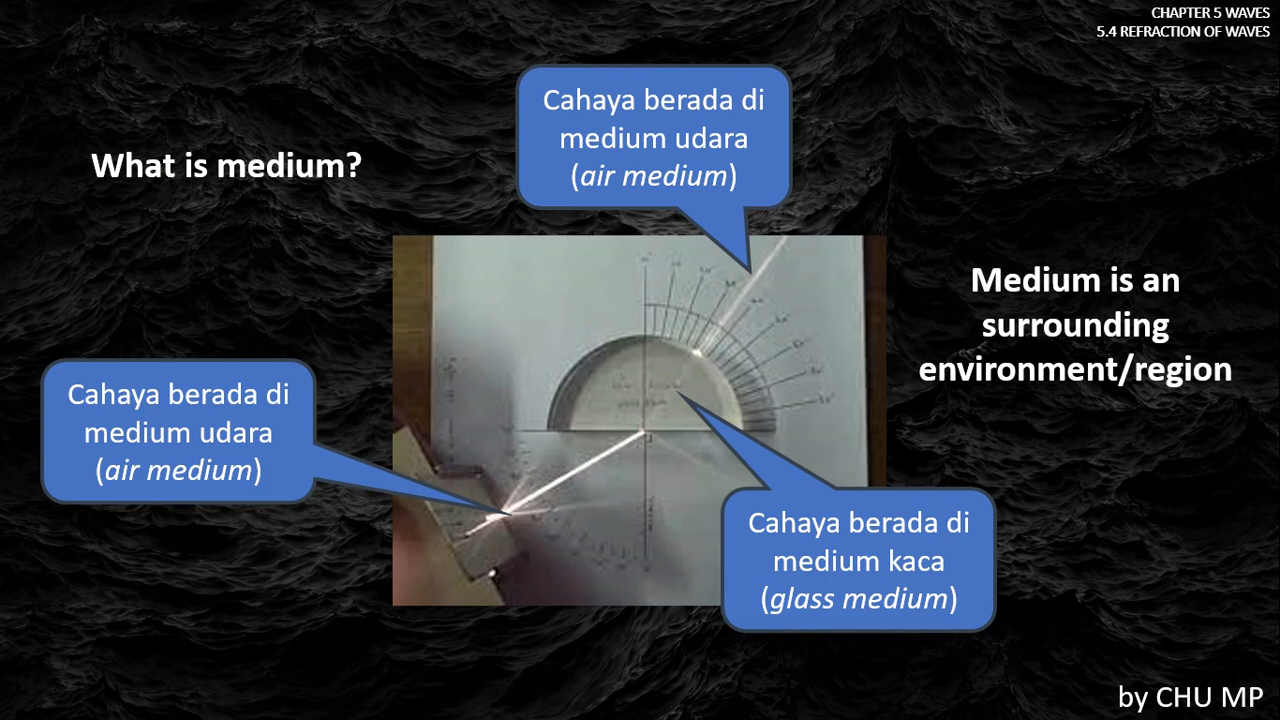 CHAPTER 5 WAVES
5.4 REFRACTION OF WAVES
What is medium?
Cahaya berada di
medium udara
(air medium)
Medium is an
surrounding
environment/region
Cahaya berada di
medium udara
(air medium)
Cahaya berada di
medium kaca
(glass medium)
by CHU MP